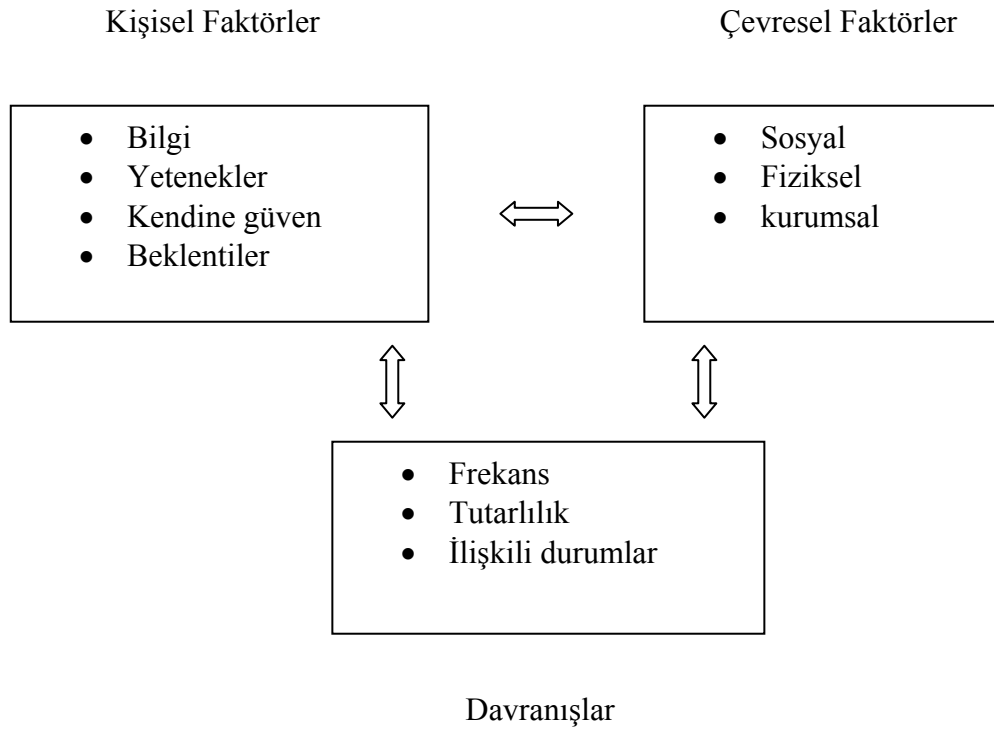 Kişisel Faktörler
Çevresel Faktörler
• Bilgi
• Yetenekler
• Kendine güven
• Beklentiler
• Sosyal
• Fiziksel
• kurumsal
• Frekans
• Tutarlılık
• İlişkili durumlar
Davranışlar